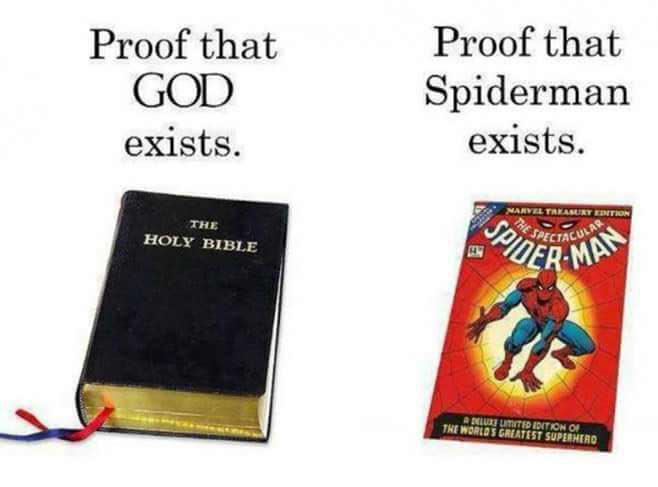 Proof that
GOD
exists.
Proof that
Spiderman
exists.
THE
HOLY BIBLE
MARVEL TREASURY EDITION
THE SPECTACULAR
SPIDER-MAN
A DELUXE LIMITED EDITION OF
THE WORLD'S GREATEST SUPERHERO